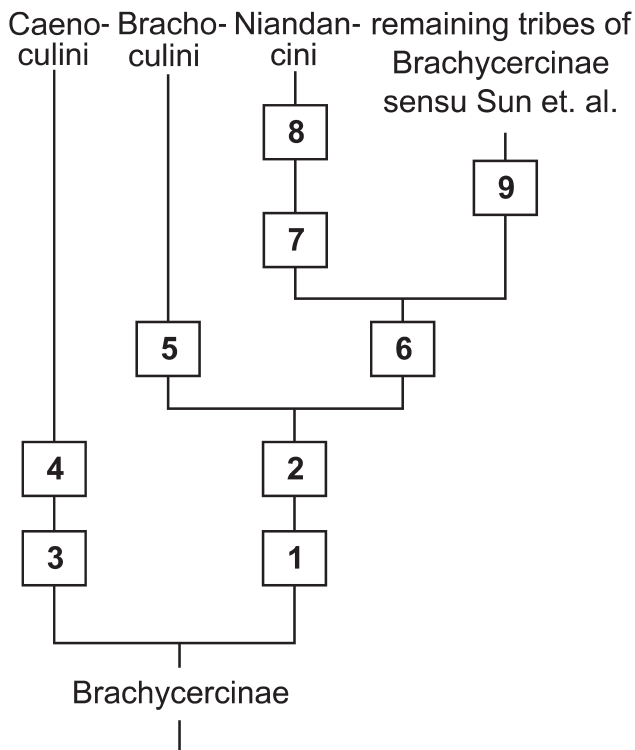 Caeno-
culini
Bracho-
culini
Niandan-
cini
remaining tribes of
Brachycercinae
sensu Sun et. al.
8
9
7
5
6
4
2
3
1
Brachycercinae